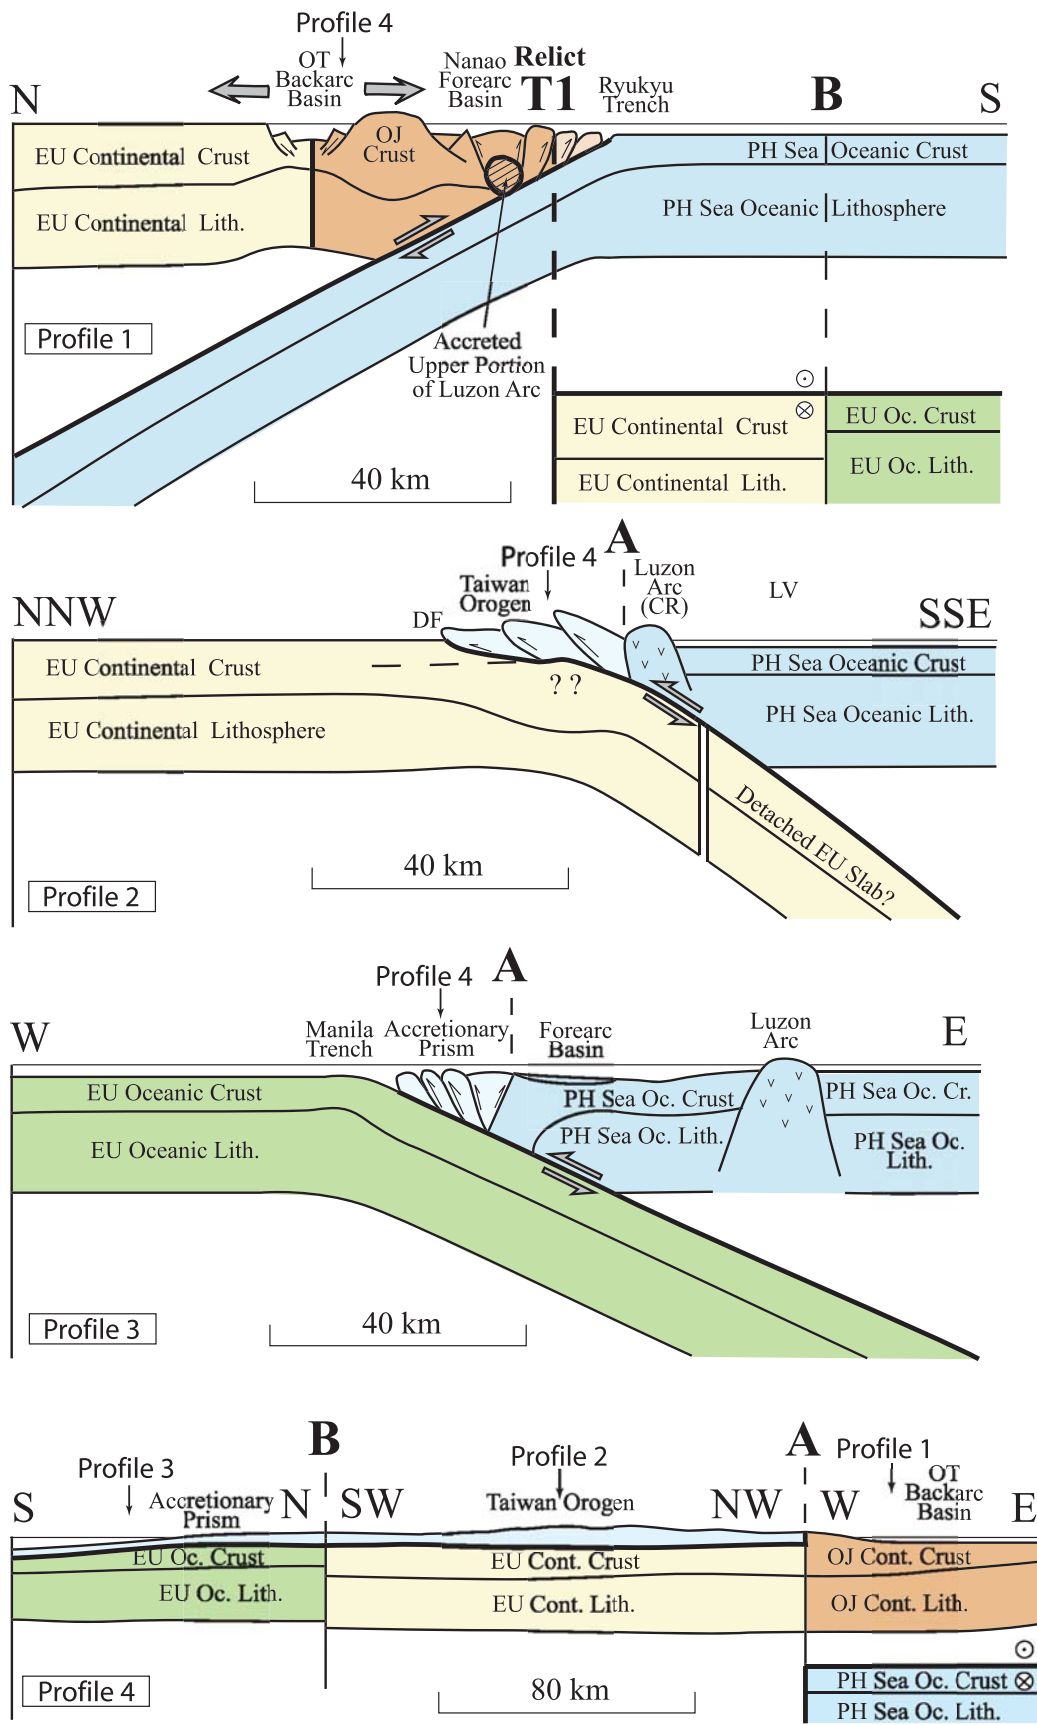 Profile 4
OT
Backarc
Basin
Nanao
Forearc
Basin
Relict
T1
Ryukyu
Trench
B
N
S
OJ
Crust
EU Continental Crust
PH Sea Oceanic Crust
EU Continental Lith.
PH Sea Oceanic Lithosphere
Profile 1
Accreted
Upper Portion
of Luzon Arc
EU Continental Crust
EU Oc. Crust
40 km
EU Continental Lith.
EU Oc. Lith.
Profile 4
A
Taiwan
Orogen
Luzon
Arc
(CR)
LV
NNW
DF
SSE
EU Continental Crust
PH Sea Oceanic Crust
? ?
EU Continental Lithosphere
PH Sea Oceanic Lith.
Detached EU Slab?
40 km
Profile 2
Profile 4
A
W
Manila
Trench
Accretionary
Prism
Forearc
Basin
Luzon
Arc
E
EU Oceanic Crust
PH Sea Oc. Crust
PH Sea Oc. Cr.
EU Oceanic Lith.
PH Sea Oc. Lith.
PH Sea Oc.
Lith.
40 km
Profile 3
B
A
Profile 3
Profile 2
Profile 1
S
Accretionary
Prism
N
SW
Taiwan Orogen
NW
W
OT
Backarc
Basin
E
EU Oc. Crust
EU Cont. Crust
OJ Cont. Crust
EU Oc. Lith.
EU Cont. Lith.
OJ Cont. Lith.
Profile 4
80 km
PH Sea Oc. Crust
PH Sea Oc. Lith.